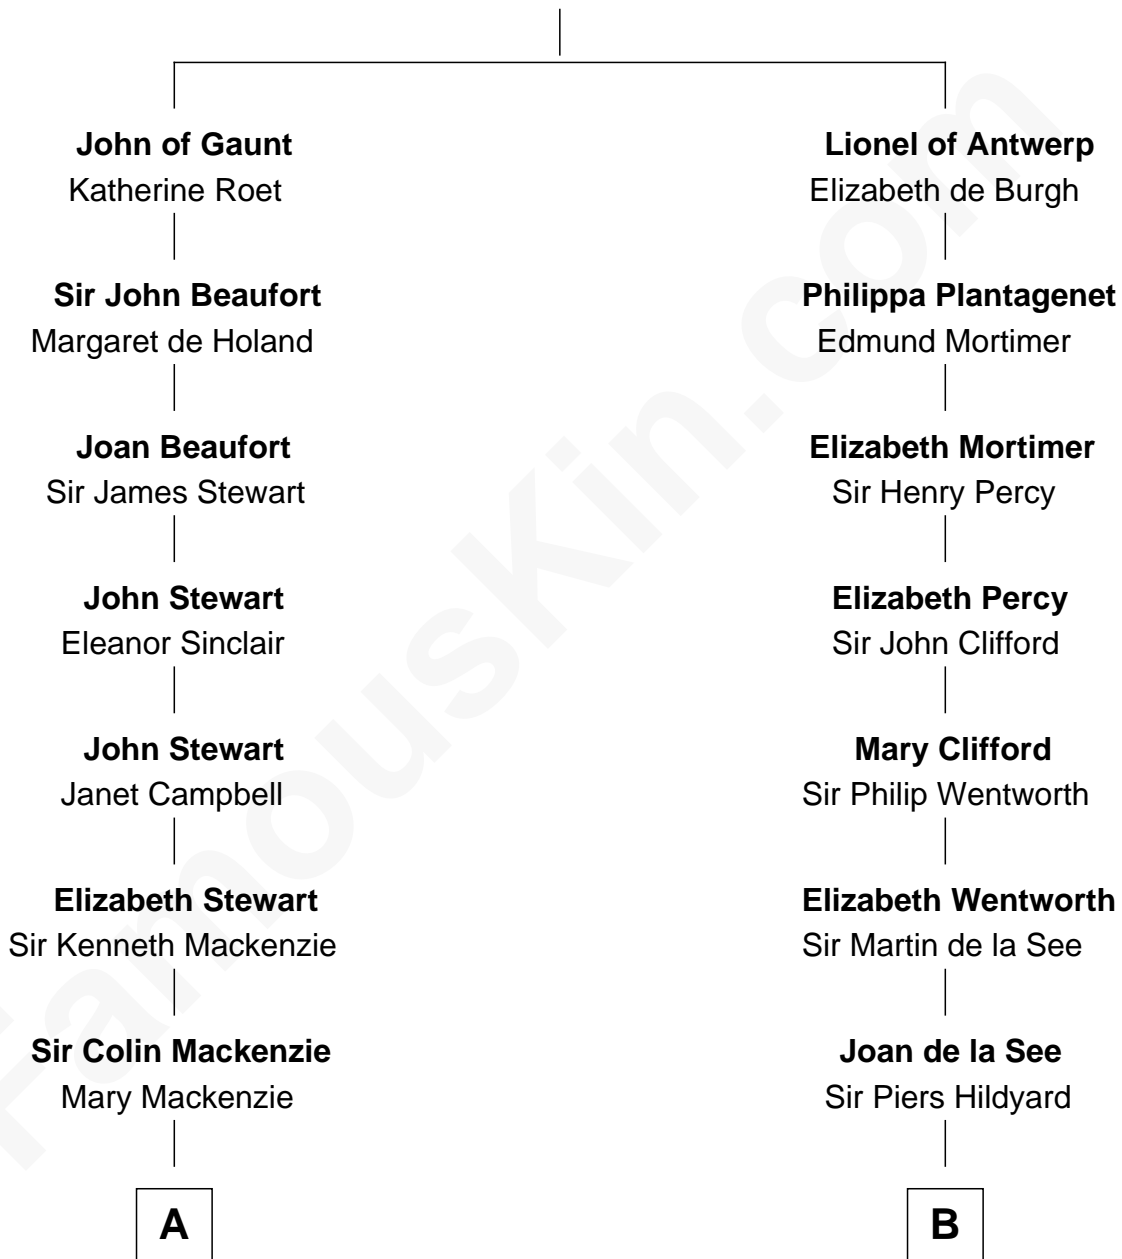 John of Gaunt
Katherine Roet
Sir John Beaufort
Margaret de Holand
Joan Beaufort
Sir James Stewart
John Stewart
Eleanor Sinclair
John Stewart
Janet Campbell
Elizabeth Stewart
Sir Kenneth Mackenzie
Sir Colin Mackenzie
Mary Mackenzie
A
Lionel of Antwerp
Elizabeth de Burgh
Philippa Plantagenet
Edmund Mortimer
Elizabeth Mortimer
Sir Henry Percy
Elizabeth Percy
Sir John Clifford
Mary Clifford
Sir Philip Wentworth
Elizabeth Wentworth
Sir Martin de la See
Joan de la See
Sir Piers Hildyard
B
FamousKin.com